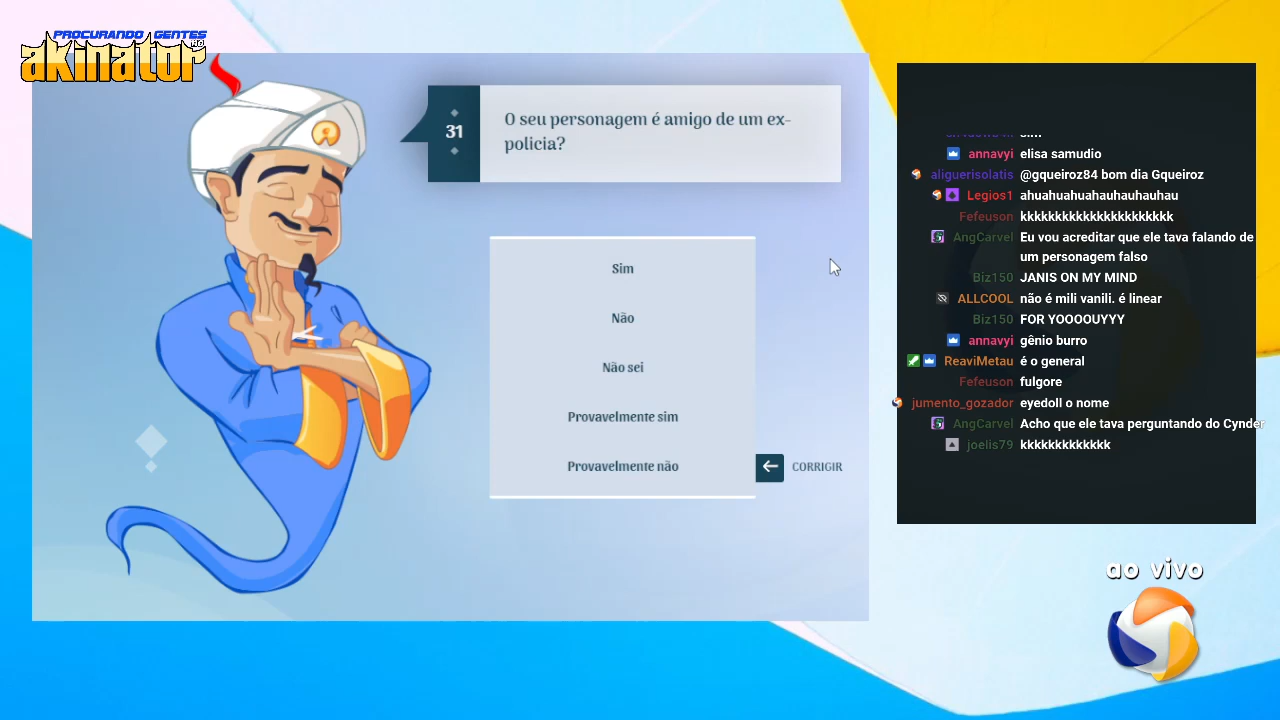 PROCURANDO GENTES
NO
akinator
31
O seu personagem é amigo de um ex-
policia?
Sim
Não
Não sei
Provavelmente sim
Provavelmente não
CORRIGIR
sim
annavyi elisa samudio
aliguerisolatis @gqueiroz84 bom dia Gqueiroz
Legios1 ahuahuahuahauhauhauhau
Fefeuson kkkkkkkkkkkkkkkkkkkkkk
AngCarvel Eu vou acreditar que ele tava falando de
um personagem falso
Biz150 JANIS ON MY MIND
ALLCOOL não é mili vanili. é linear
Biz150 FOR YOOOOUYYY
annavyi gênio burro
ReaviMetau é o general
Fefeuson fulgore
jumento_gozador eyedoll o nome
AngCarvel Acho que ele tava perguntando do Cynder
joelis79 kkkkkkkkkkkkk
ao vivo